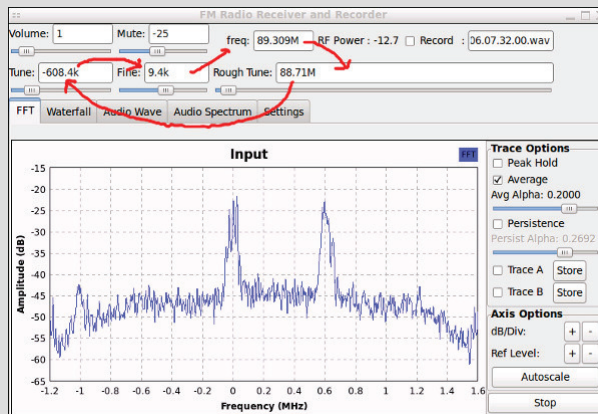 FM Radio Receiver and Recorder
Volume: 1 Mute: -25 freq: 89.309M RF Power : -12.7 Record : 06.07.32.00.wav
Tune: -608.4k Fine: 9.4k Rough Tune: 88.71M
FFT Waterfall Audio Wave Audio Spectrum Settings
Input
FFT
-15
-20
-25
-30
-35
-40
-45
-50
-55
-60
-65
Amplitude (dB)
-1.2 -1 -0.8 -0.6 -0.4 -0.2 0 0.2 0.4 0.6 0.8 1 1.2 1.4 1.6
Frequency (MHz)
Trace Options
Peak Hold
Average
Avg Alpha: 0.2000
Persistence
Persist Alpha: 0.2692
Trace A Store
Trace B Store
Axis Options
dB/Div: + -
Ref Level: + -
Autoscale
Stop